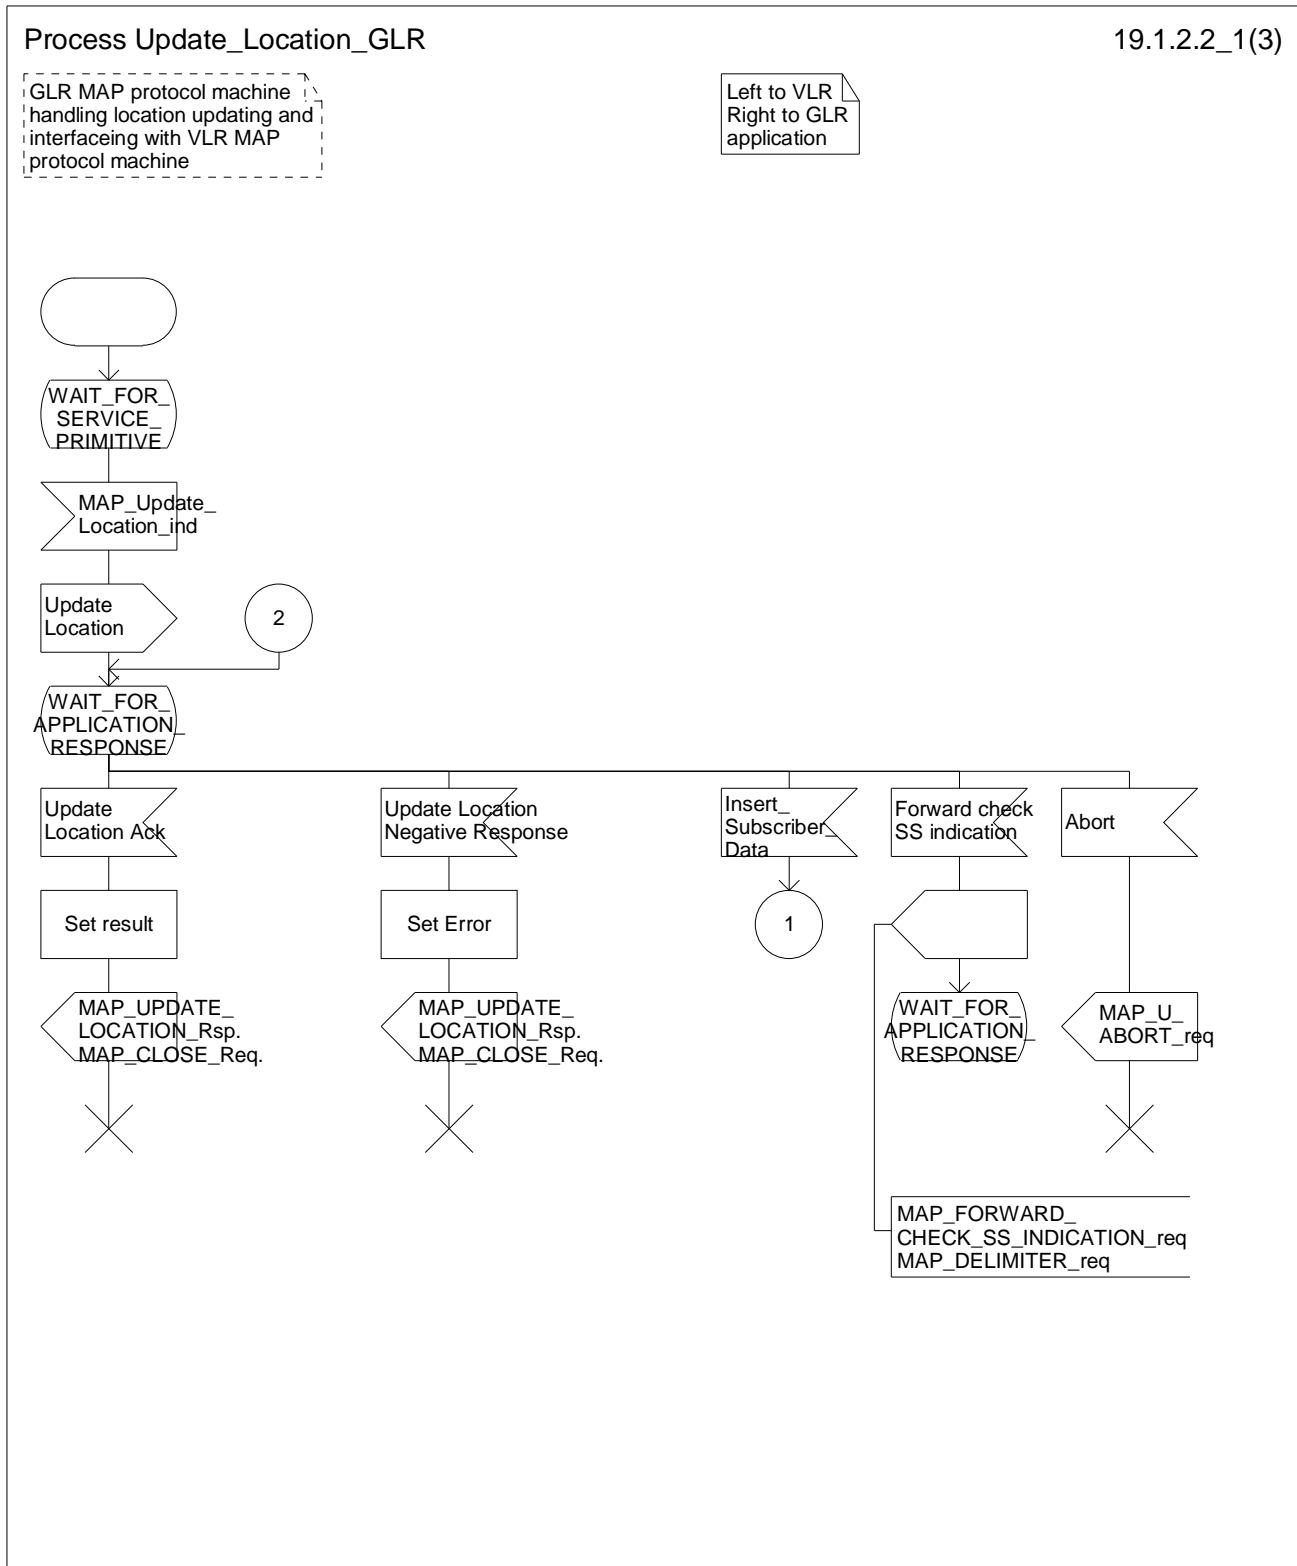 Process Update_Location_GLR
19.1.2.2_1(3)
GLR MAP protocol machine
handling location updating and
interfaceing with VLR MAP
protocol machine
Left to VLR
Right to GLR
application
WAIT_FOR_
SERVICE_
PRIMITIVE
MAP_Update_
Location_ind
Update
Location
2
WAIT_FOR_
APPLICATION_
RESPONSE
Update
Location Ack
Update Location
Negative Response
Insert_
Subscriber_
Data
Forward check
SS indication
Abort
Set result
Set Error
1
MAP_UPDATE_
LOCATION_Rsp.
MAP_CLOSE_Req.
MAP_UPDATE_
LOCATION_Rsp.
MAP_CLOSE_Req.
WAIT_FOR_
APPLICATION_
RESPONSE
MAP_U_
ABORT_req
MAP_FORWARD_
CHECK_SS_INDICATION_req
MAP_DELIMITER_req